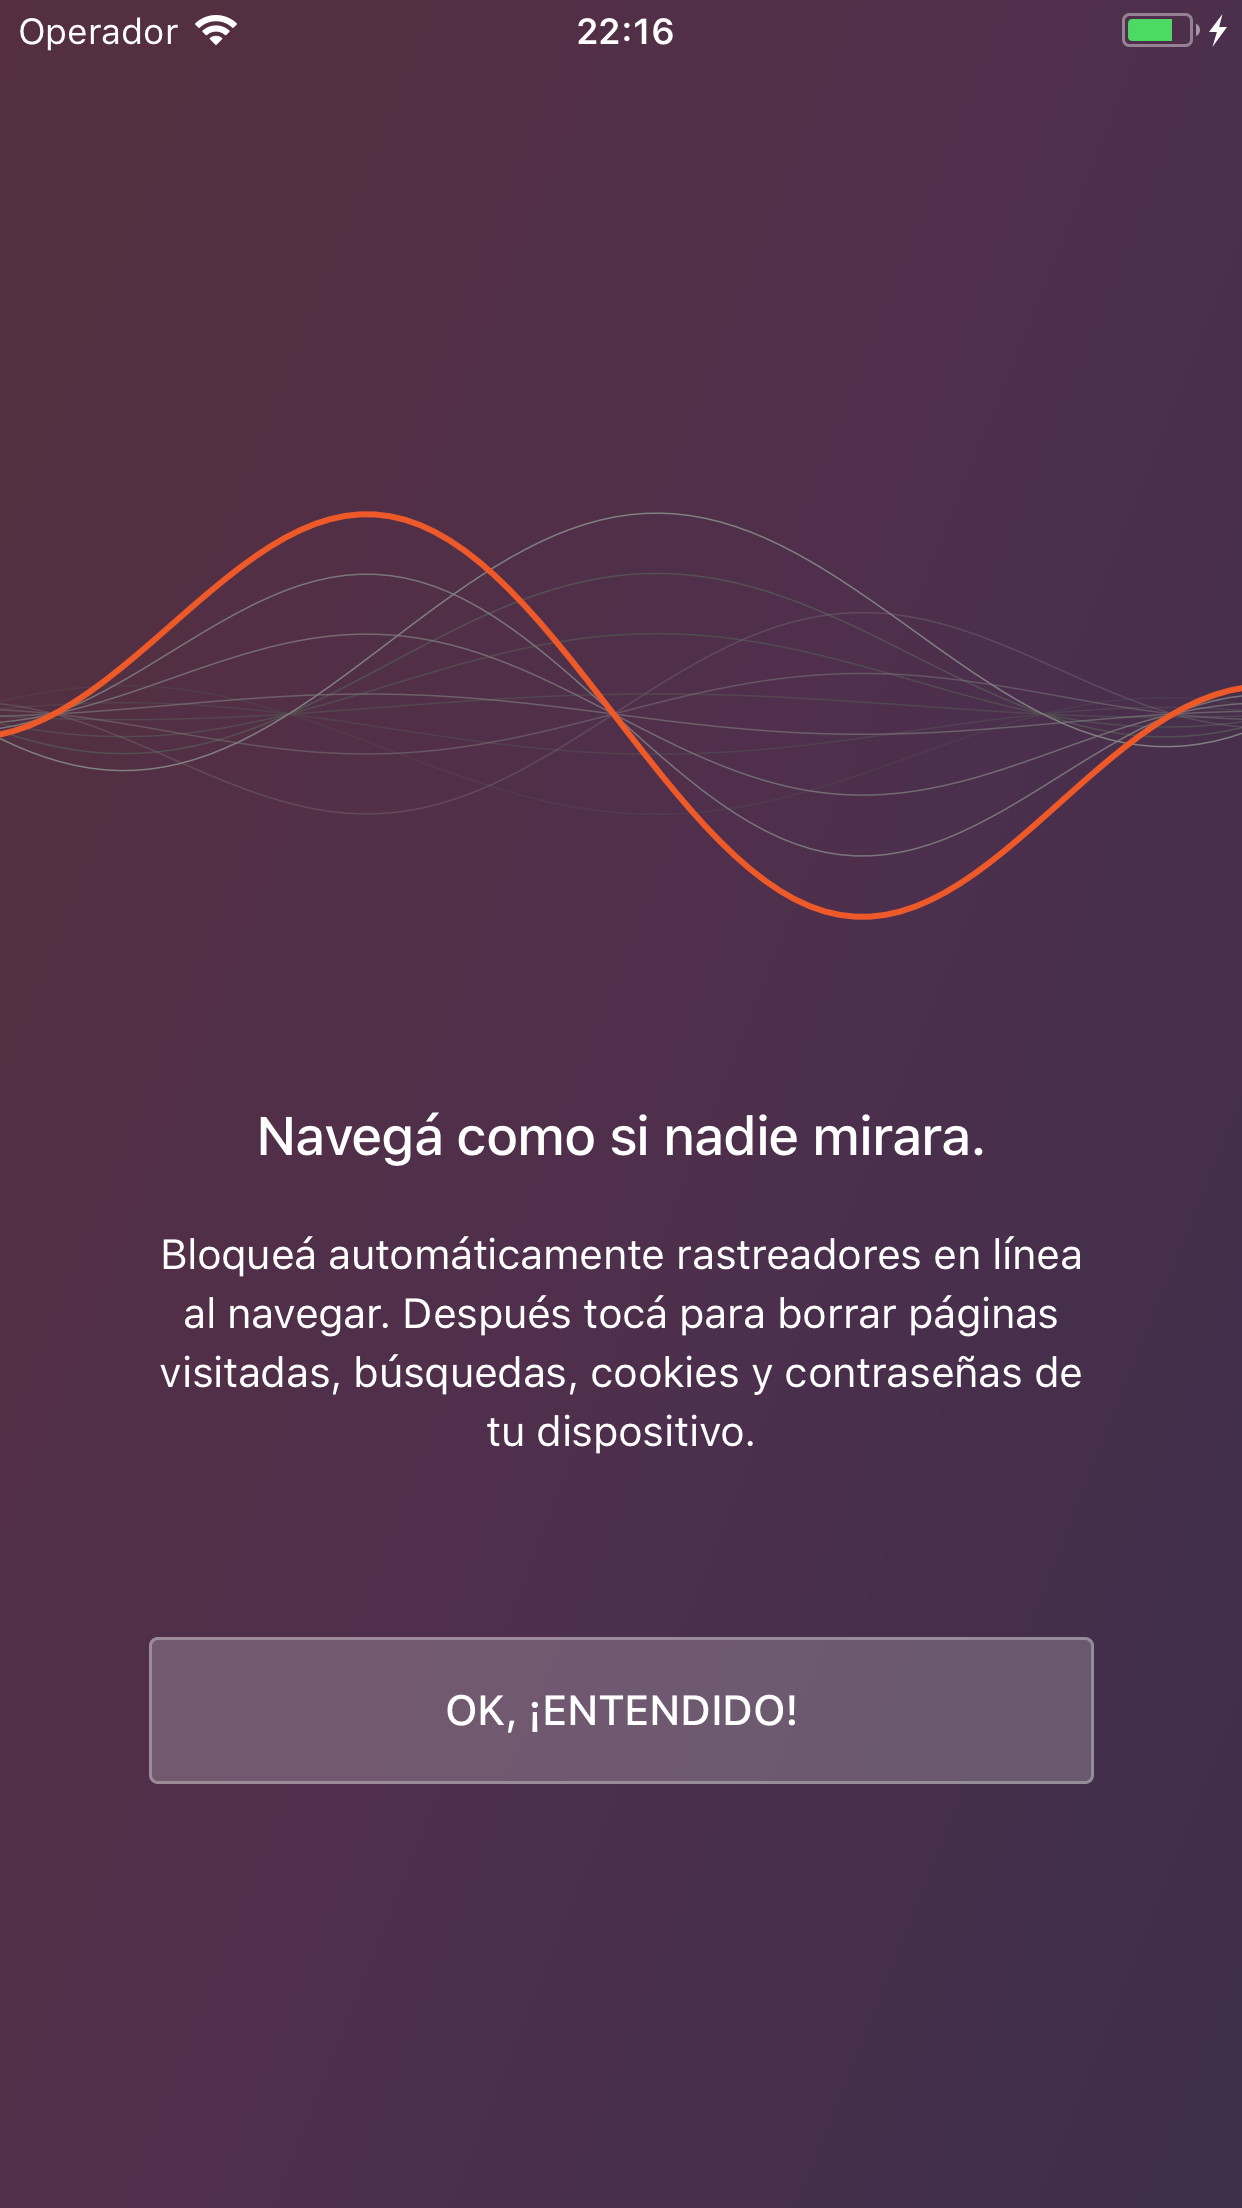 Operador
22:16
Navegá como si nadie mirara.
Bloqueá automáticamente rastreadores en línea
al navegar. Después tocá para borrar páginas
visitadas, búsquedas, cookies y contraseñas de
tu dispositivo.
OK, ¡ENTENDIDO!